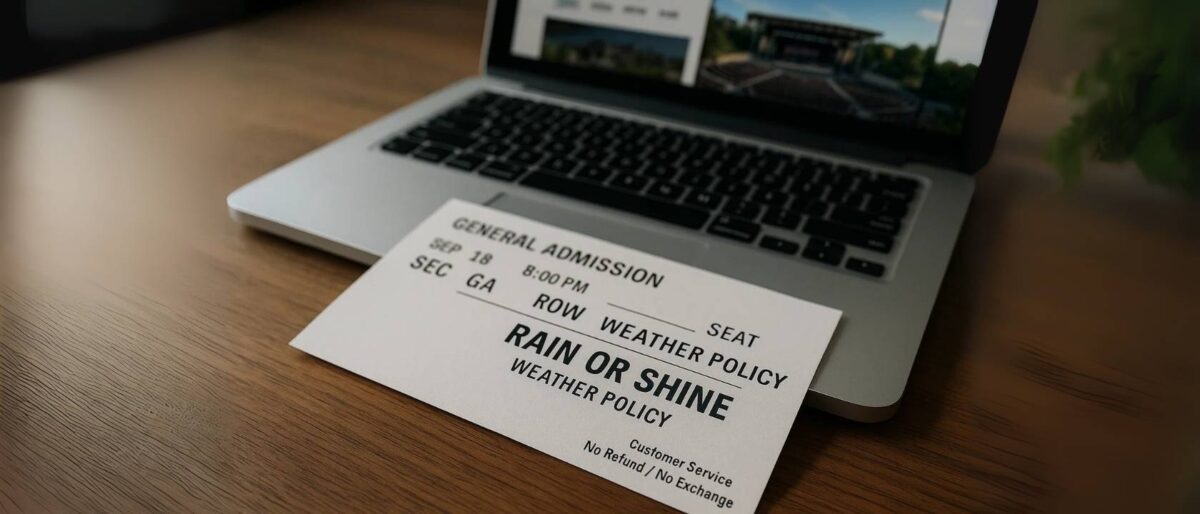 GENERAL ADMISSION
SEP 18 8:00 PM SEAT
SEC GA ROW WEATHER POLICY
RAIN OR SHINE
WEATHER POLICY
Customer Service
No Refund / No Exchange